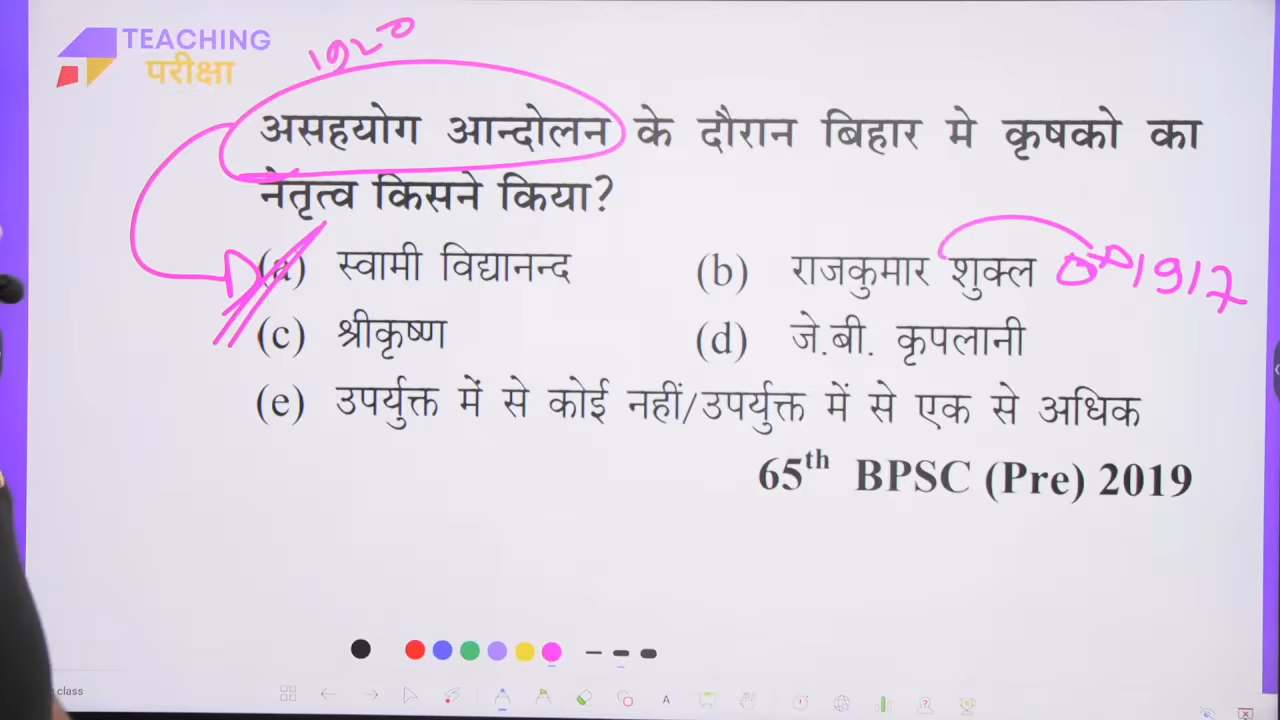 TEACHING
परीक्षा
1920
असहयोग आन्दोलन के दौरान बिहार मे कृषको का
नेतृत्व किसने किया?
(a) स्वामी विद्यानन्द
(b) राजकुमार शुक्ल 1917
(c) श्रीकृष्ण
(d) जे.बी. कृपलानी
(e) उपर्युक्त में से कोई नहीं/उपर्युक्त में से एक से अधिक
65th BPSC (Pre) 2019
class